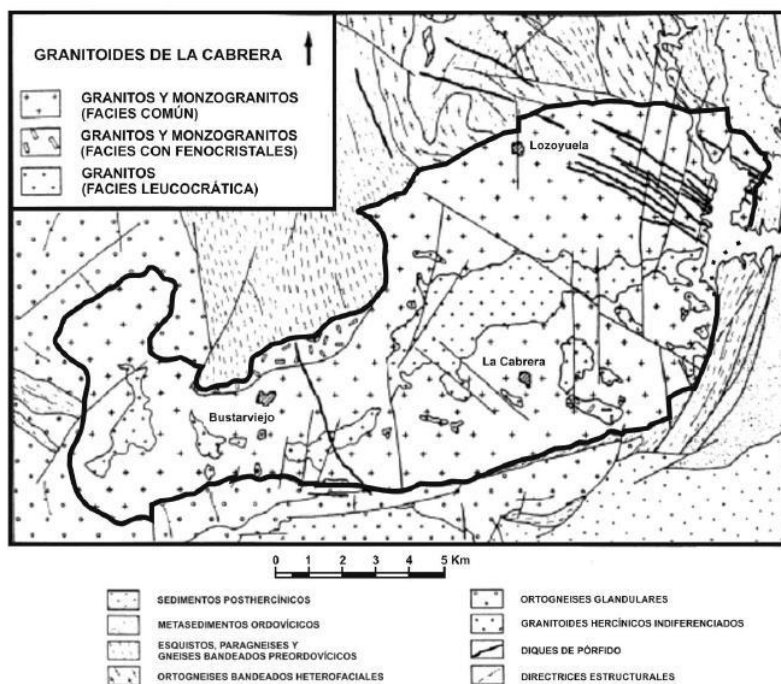 GRANITOIDES DE LA CABRERA
GRANITOS Y MONZOGRANITOS
(FACIES COMÚN)
GRANITOS Y MONZOGRANITOS
(FACIES CON FENOCRISTALES)
GRANITOS
(FACIES LEUCOCRÁTICA)
Lozoyuela
La Cabrera
Bustarviejo
0 1 2 3 4 5 Km
SEDIMENTOS POSTHERCÍNICOS
METASEDIMENTOS ORDOVÍCICOS
ESQUISTOS, PARAGNEISES Y
GNEISES BANDEADOS PREORDOVÍCICOS
ORTOGNEISES BANDEADOS HETEROFACIALES
ORTOGNEISES GLANDULARES
GRANITOIDES HERCÍNICOS INDIFERENCIADOS
DIQUES DE PÓRFIDO
DIRECTRICES ESTRUCTURALES